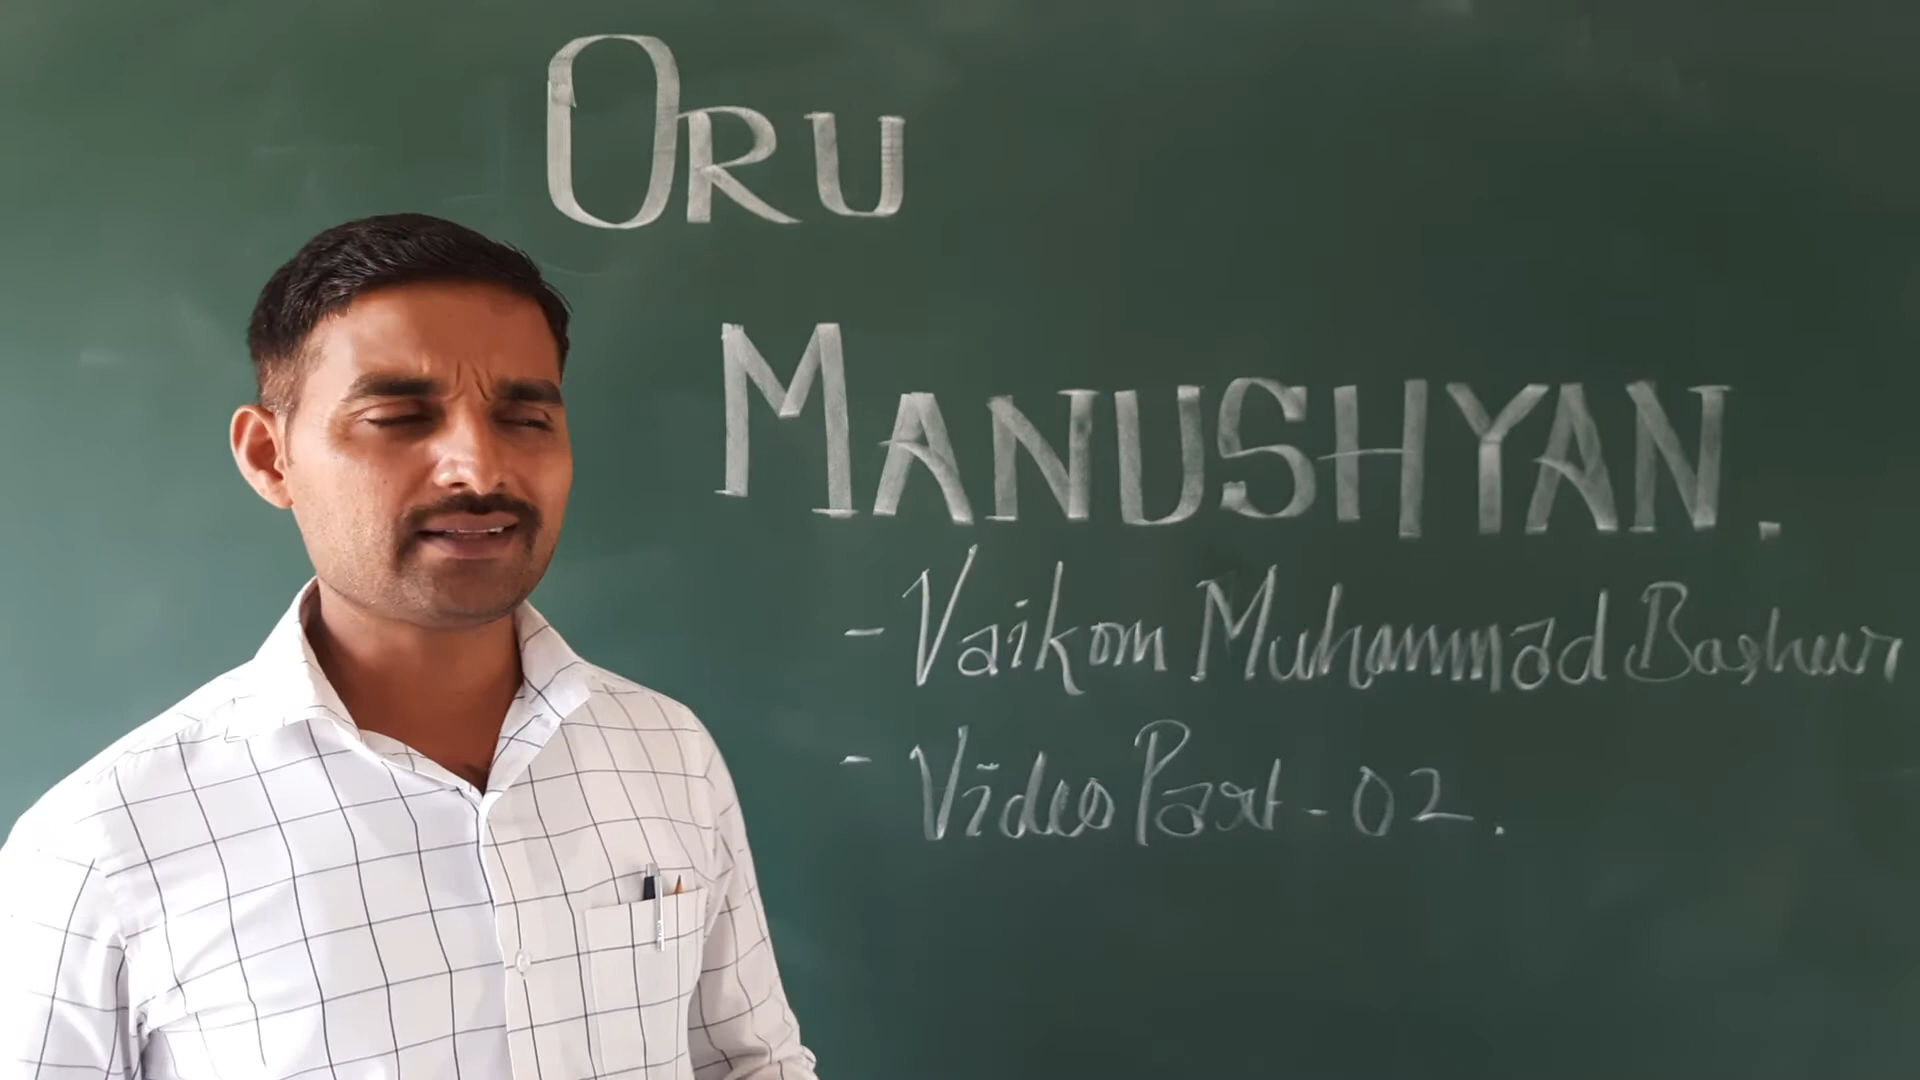 ORU
MANUSHYAN.
- Vaikom Muhammad Basheer
- Video Part - 02.